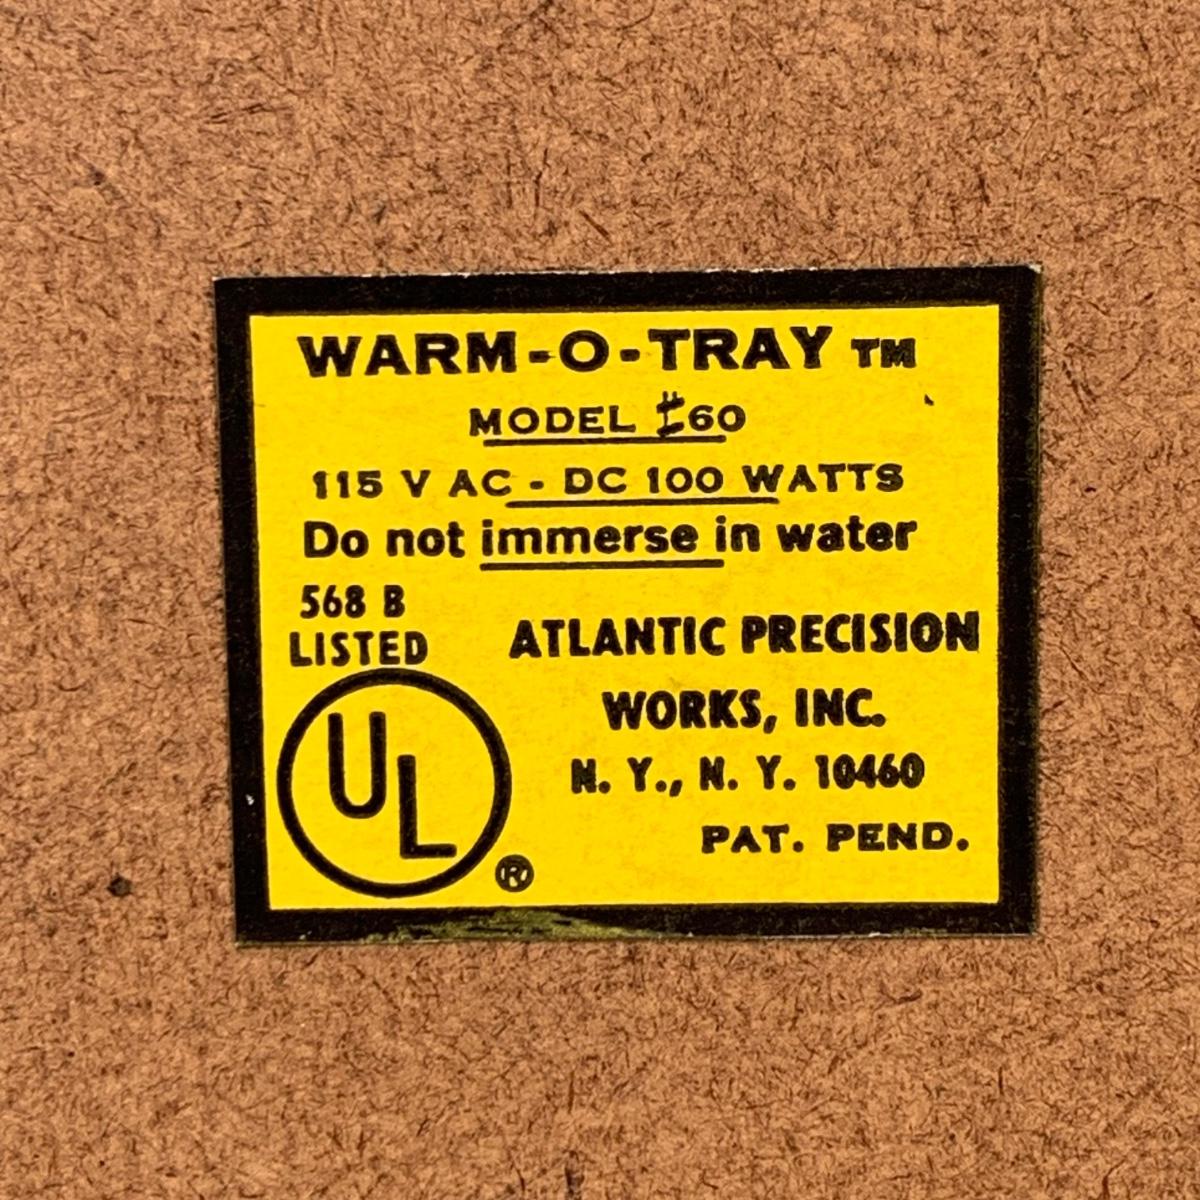 WARM-O-TRAY TM
MODEL #60
115 V AC - DC 100 WATTS
Do not immerse in water
568 B
LISTED
UL
®
ATLANTIC PRECISION
WORKS, INC.
N. Y., N. Y. 10460
PAT. PEND.